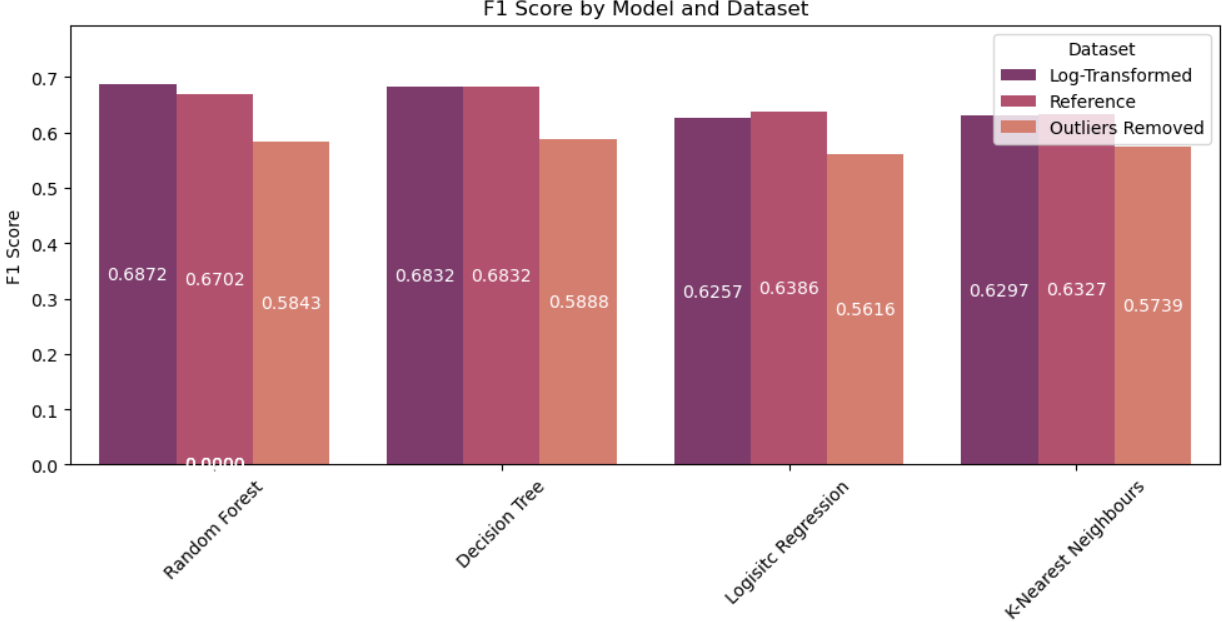 F1 Score by Model and Dataset
Dataset
Log-Transformed
Reference
Outliers Removed
F1 Score
0.7
0.6
0.5
0.4
0.3
0.2
0.1
0.0
0.6872
0.6702
0.5843
0.6832
0.6832
0.5888
0.6257
0.6386
0.5616
0.6297
0.6327
0.5739
0.0000
Random Forest
Decision Tree
Logisitc Regression
K-Nearest Neighbours